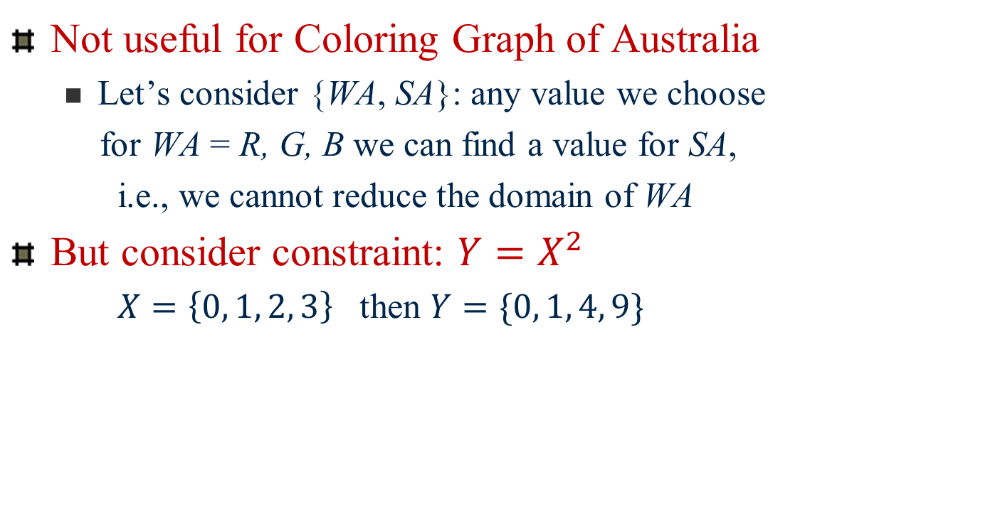 Not useful for Coloring Graph of Australia
Let’s consider {WA, SA}: any value we choose
for WA = R, G, B we can find a value for SA,
i.e., we cannot reduce the domain of WA
But consider constraint: Y = X²
X = {0, 1, 2, 3} then Y = {0, 1, 4, 9}